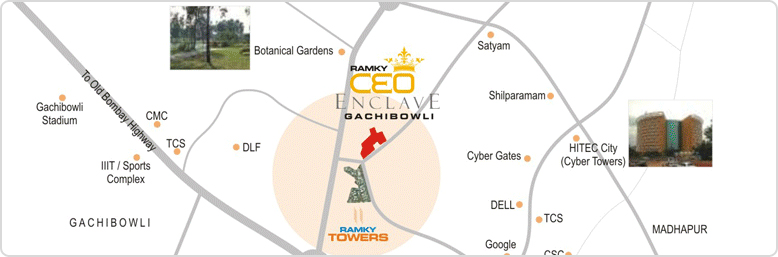 Botanical Gardens
Satyam
RAMKY
CEO
ENCLAVE
GACHIBOWLI
To Old Bombay Highway
Gachibowli
Stadium
CMC
TCS
IIIT / Sports
Complex
DLF
Shilparamam
HITEC City
(Cyber Towers)
Cyber Gates
DELL
TCS
GACHIBOWLI
RAMKY
TOWERS
MADHAPUR
Google
CSC